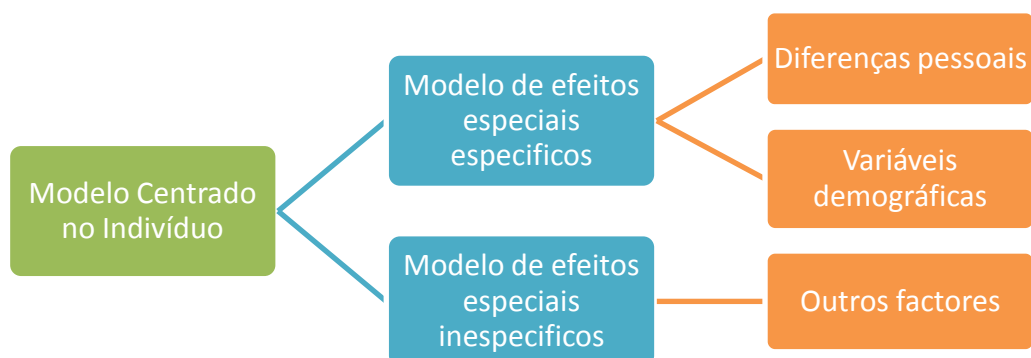 Modelo Centrado
no Indivíduo
Modelo de efeitos
especiais
especificos
Diferenças pessoais
Variáveis
demográficas
Modelo de efeitos
especiais
inespecificos
Outros factores